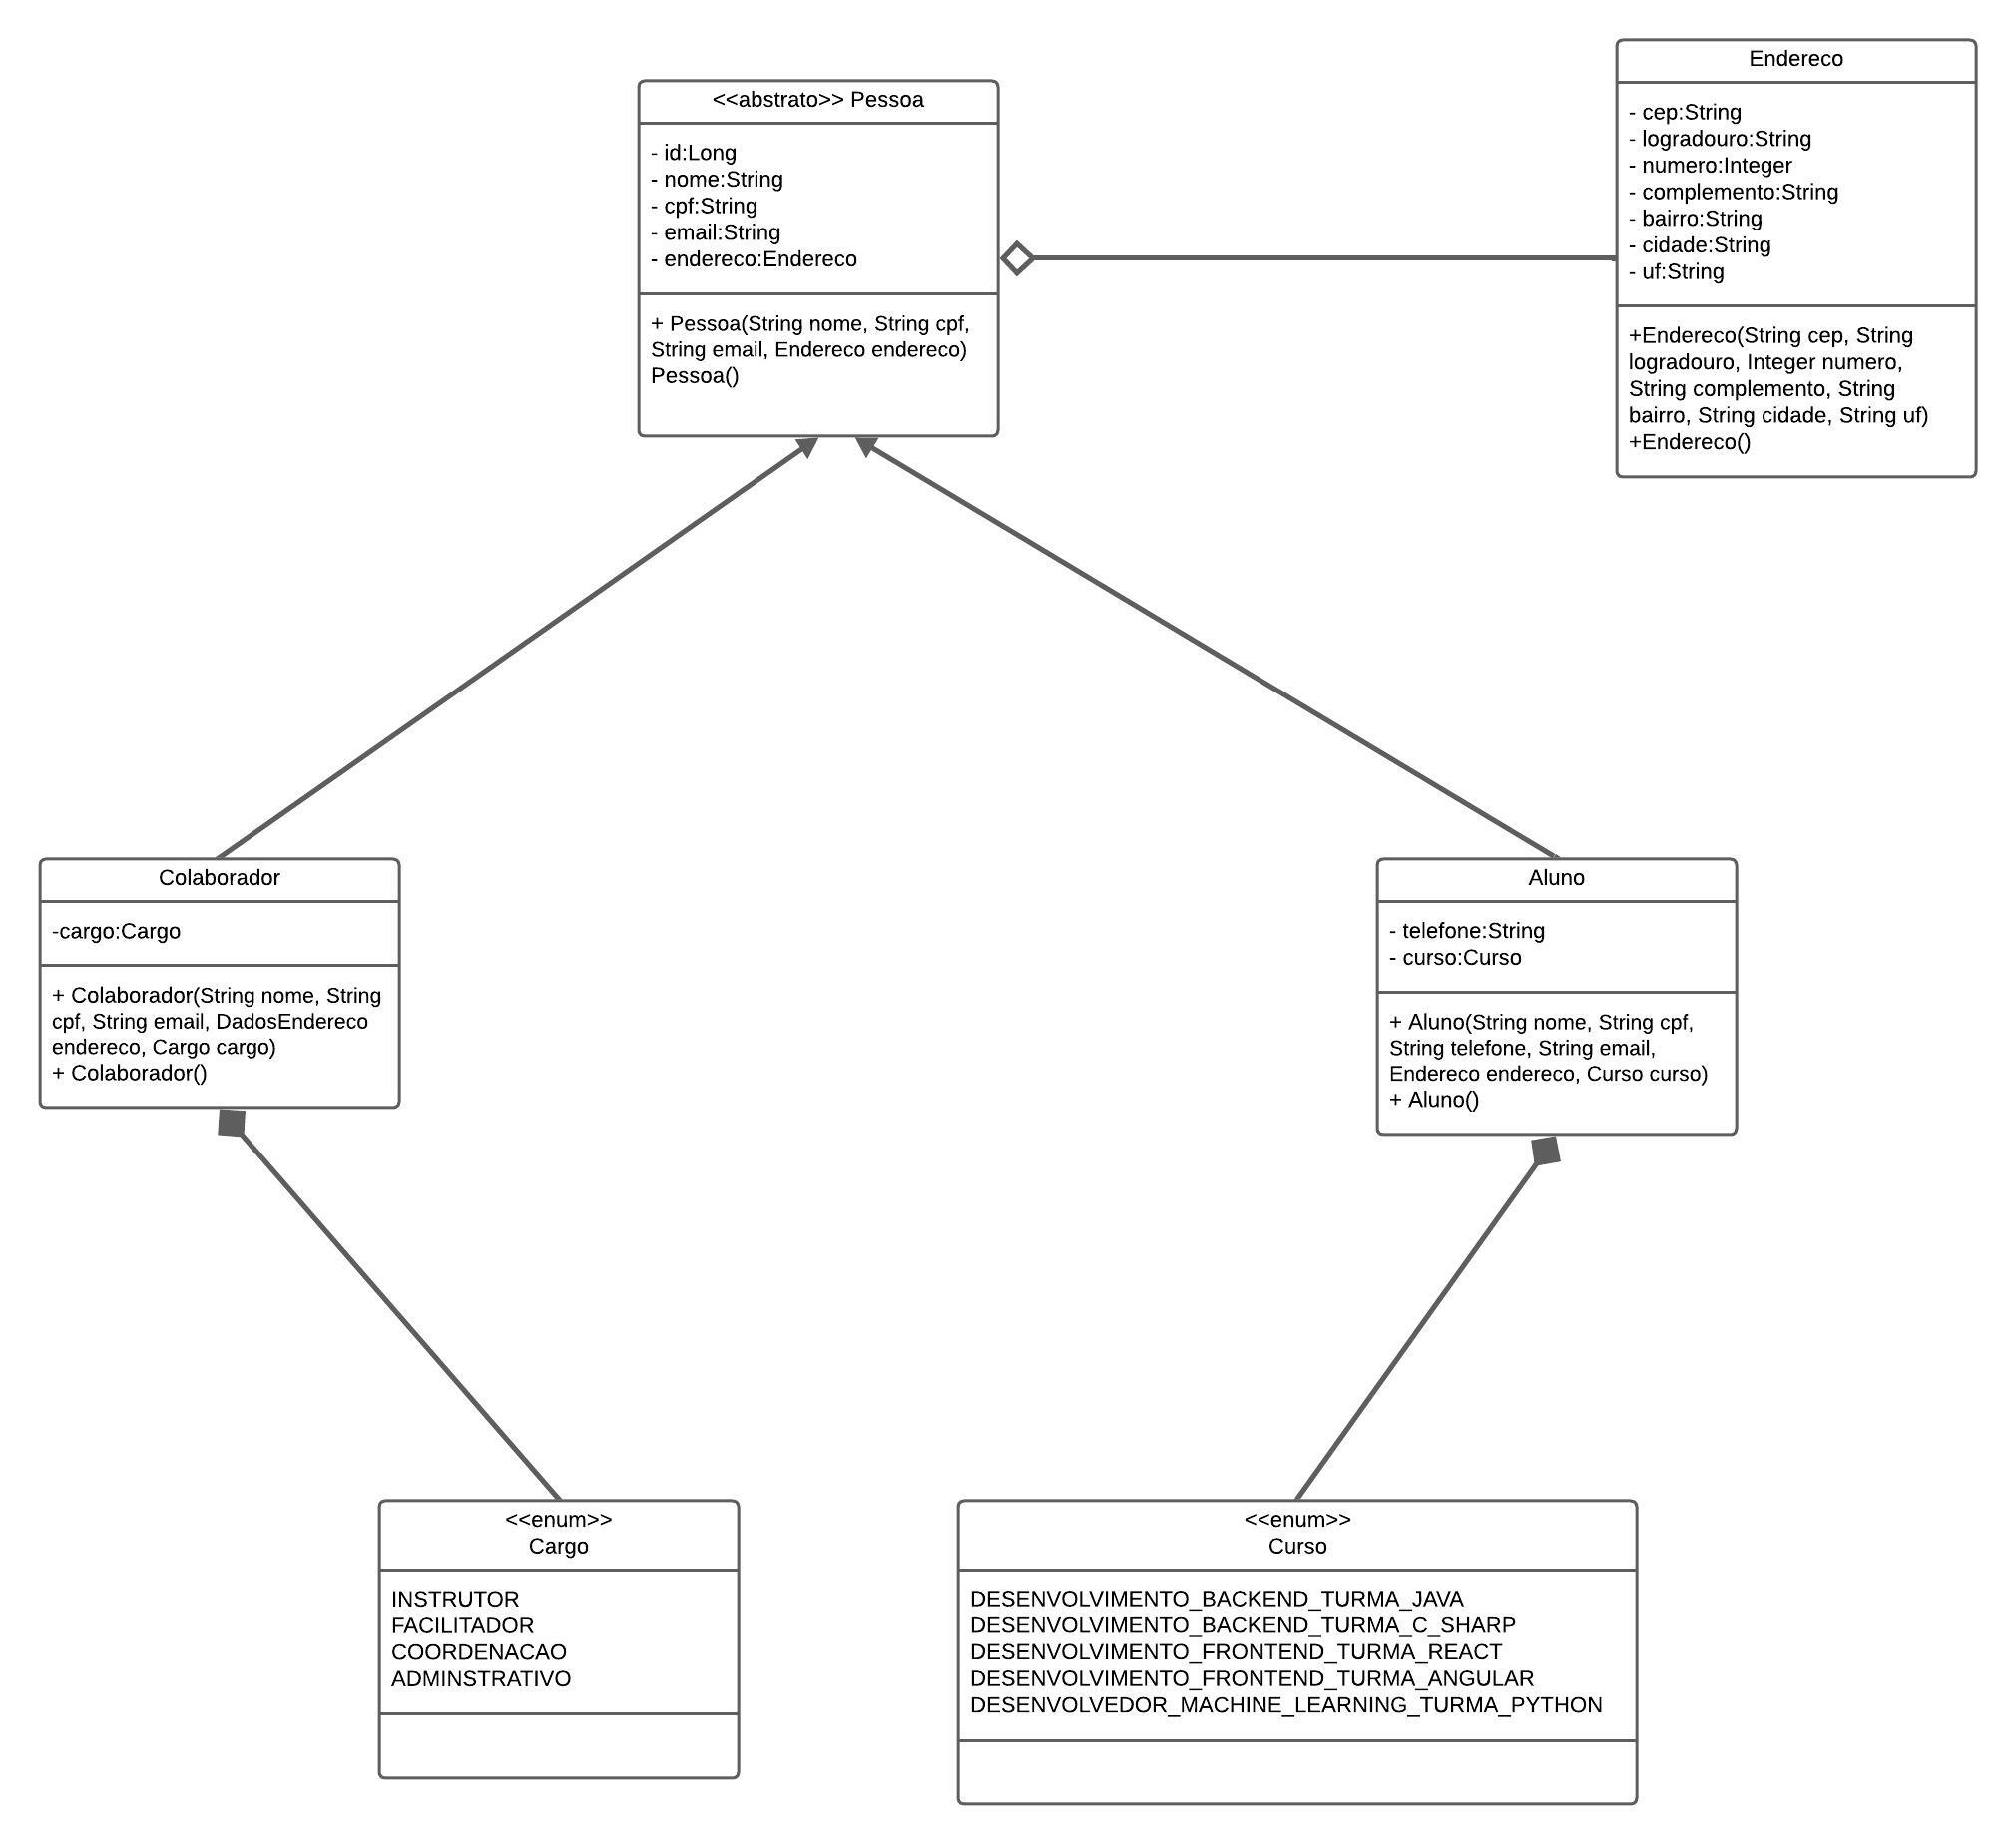 <<abstrato>> Pessoa
- id:Long
- nome:String
- cpf:String
- email:String
- endereco:Endereco
+ Pessoa(String nome, String cpf,
String email, Endereco endereco)
Pessoa()
Endereco
- cep:String
- logradouro:String
- numero:Integer
- complemento:String
- bairro:String
- cidade:String
- uf:String
+Endereco(String cep, String
logradouro, Integer numero,
String complemento, String
bairro, String cidade, String uf)
+Endereco()
Colaborador
-cargo:Cargo
+ Colaborador(String nome, String
cpf, String email, DadosEndereco
endereco, Cargo cargo)
+ Colaborador()
Aluno
- telefone:String
- curso:Curso
+ Aluno(String nome, String cpf,
String telefone, String email,
Endereco endereco, Curso curso)
+ Aluno()
<<enum>>
Cargo
INSTRUTOR
FACILITADOR
COORDENACAO
ADMINSTRATIVO
<<enum>>
Curso
DESENVOLVIMENTO_BACKEND_TURMA_JAVA
DESENVOLVIMENTO_BACKEND_TURMA_C_SHARP
DESENVOLVIMENTO_FRONTEND_TURMA_REACT
DESENVOLVIMENTO_FRONTEND_TURMA_ANGULAR
DESENVOLVEDOR_MACHINE_LEARNING_TURMA_PYTHON